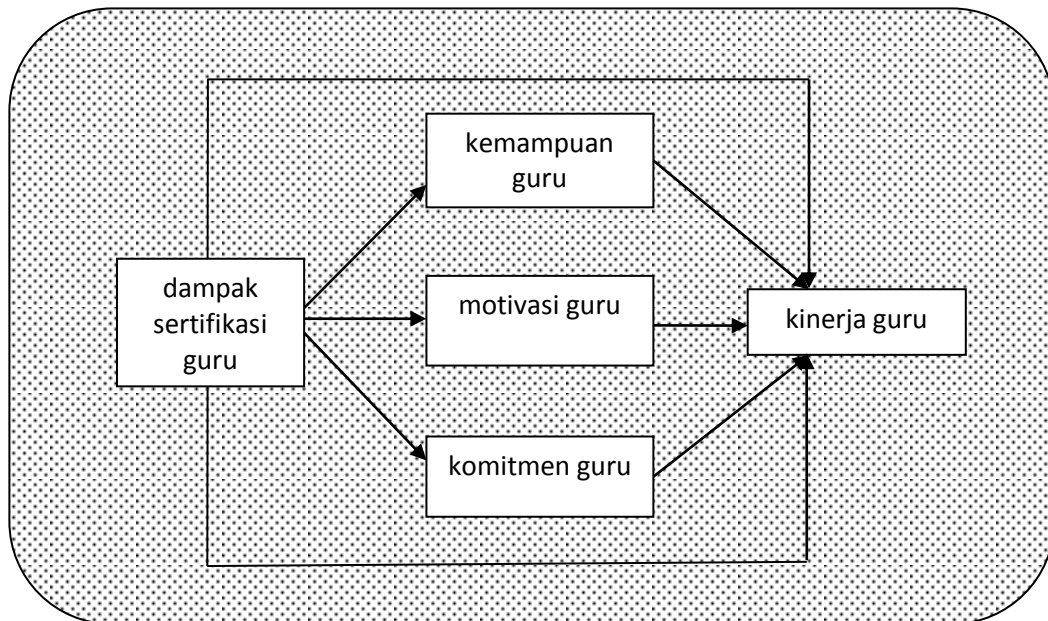 kemampuan
guru
dampak
sertifikasi
guru
motivasi guru
kinerja guru
komitmen guru